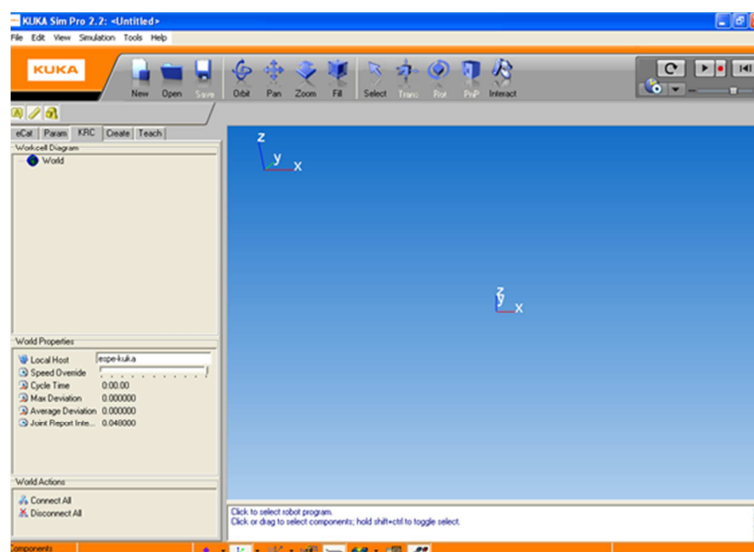 KUKA Sim Pro 2.2: <Untitled>
File Edit View Simulation Tools Help
KUKA
New Open Save Orbit Pan Zoom Fill Select Trans Rot PnP Interact
eCat Param KRC Create Teach
Workcell Diagram
World
z
y
x
z
y
x
World Properties
Local Host espe-kuka
Speed Override
Cycle Time 0:00.00
Max Deviation 0.000000
Average Deviation 0.000000
Joint Report Inte... 0.048000
World Actions
Connect All
Disconnect All
Click to select robot program.
Click or drag to select components; hold shift+ctrl to toggle select.
Components